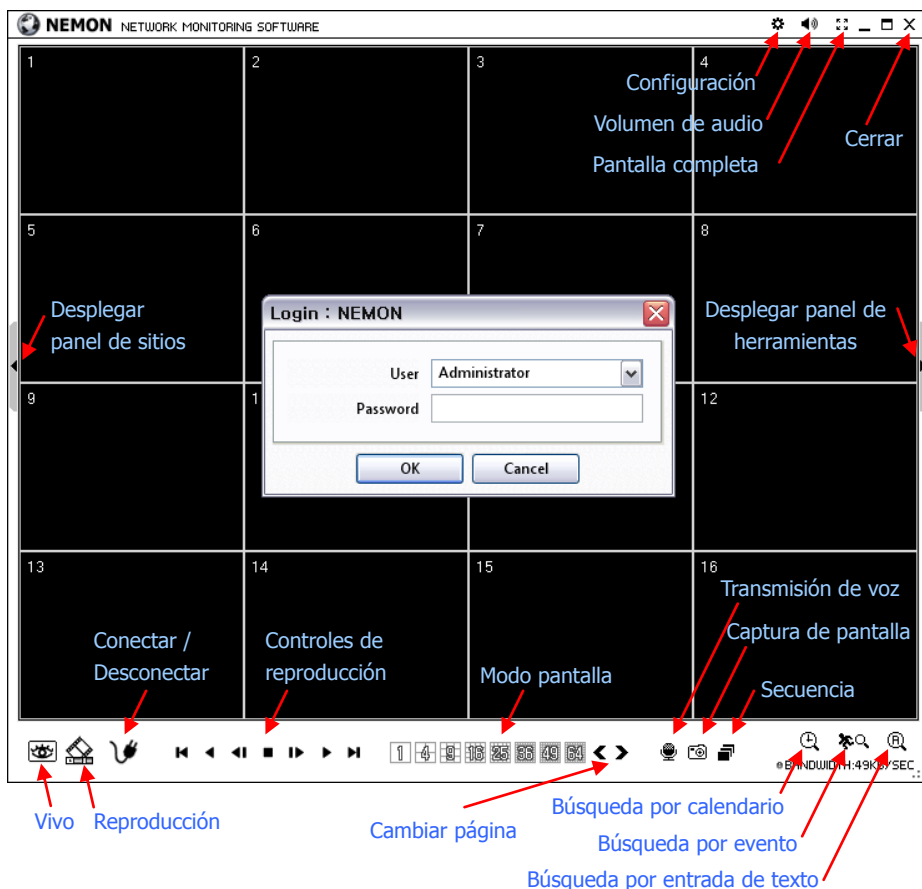 NEMON NETWORK MONITORING SOFTWARE
1
2
3
4
Configuración
Volumen de audio
Pantalla completa
Cerrar
5
6
7
8
Desplegar
panel de sitios
Desplegar panel de
herramientas
Login : NEMON
User
Administrator
Password
OK
Cancel
9
1
12
13
14
15
16
Conectar /
Desconectar
Controles de
reproducción
Modo pantalla
Transmisión de voz
Captura de pantalla
Secuencia
1 4 9 16 25 36 49 64
BANDWIDTH:49KB/SEC
Vivo
Reproducción
Cambiar página
Búsqueda por calendario
Búsqueda por evento
Búsqueda por entrada de texto